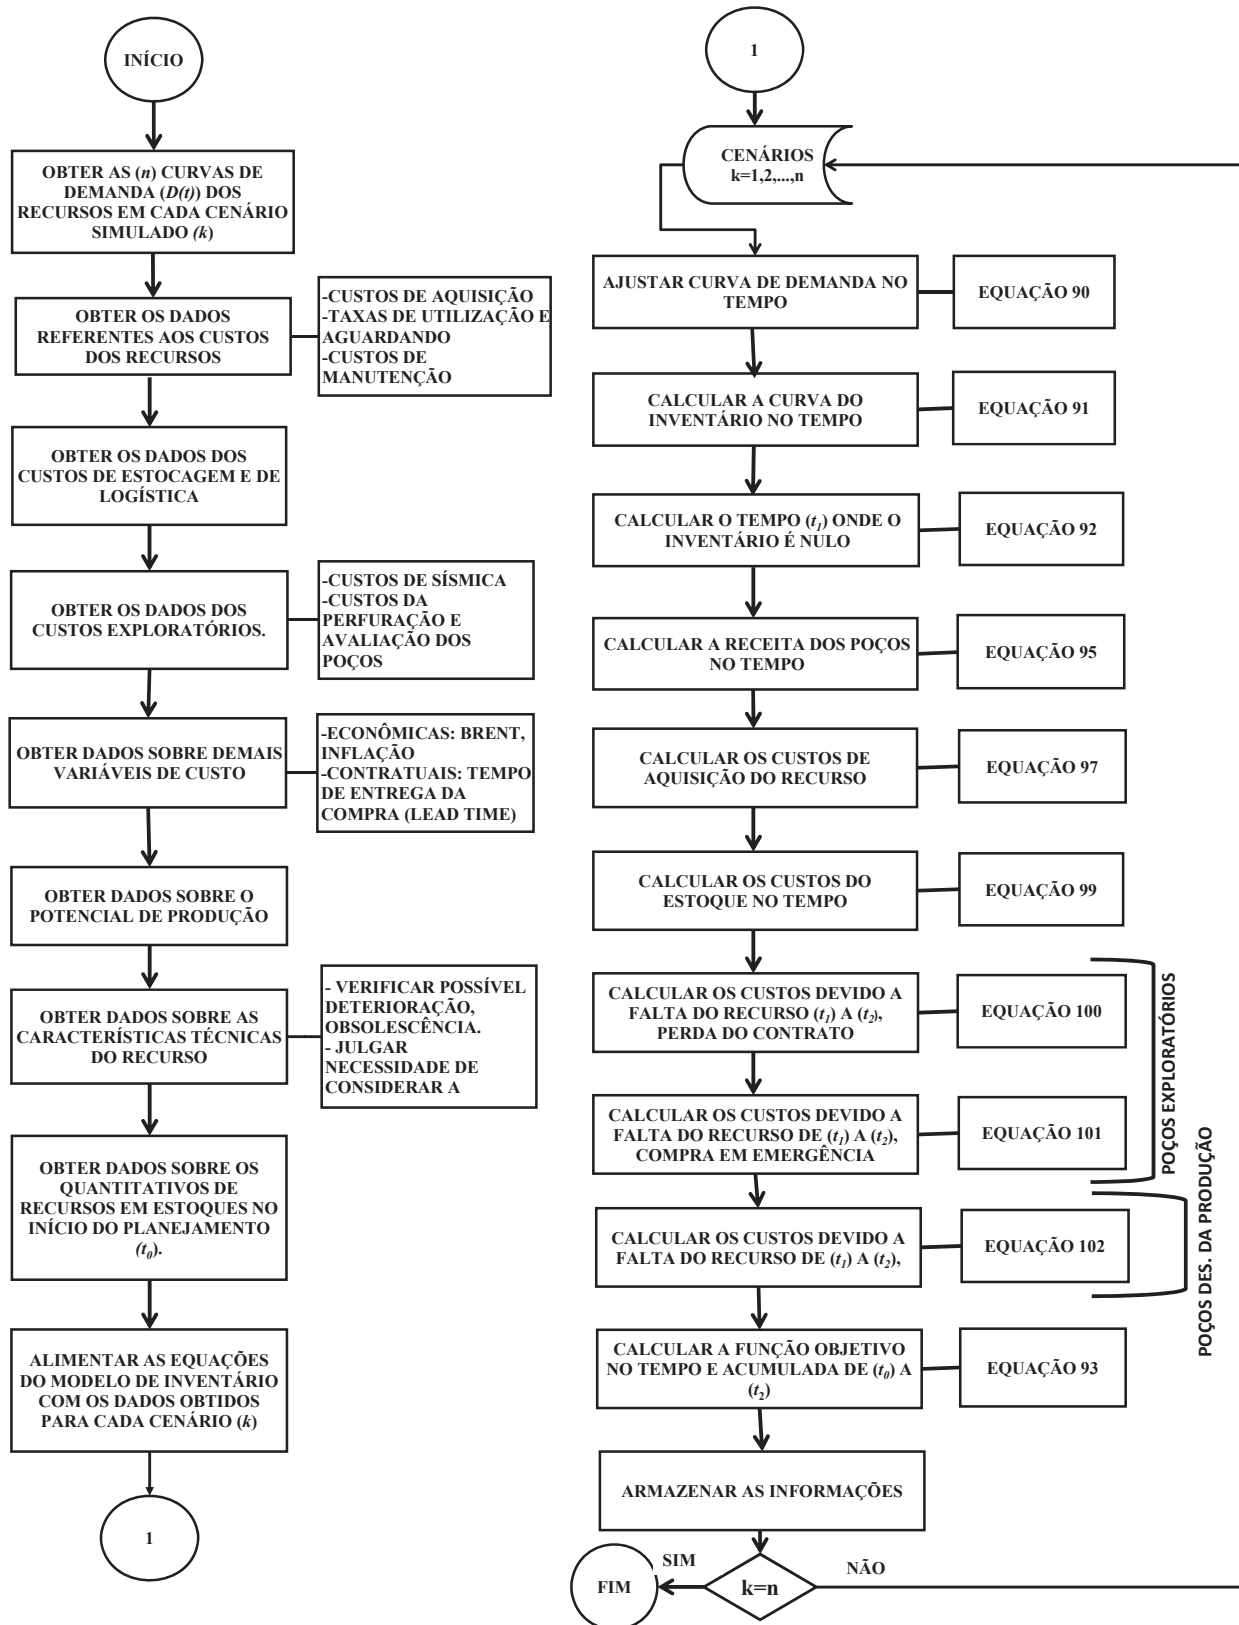 INÍCIO
OBTER AS (n) CURVAS DE
DEMANDA (D(t)) DOS
RECURSOS EM CADA CENÁRIO
SIMULADO (k)
OBTER OS DADOS
REFERENTES AOS CUSTOS
DOS RECURSOS
-CUSTOS DE AQUISIÇÃO
-TAXAS DE UTILIZAÇÃO E
AGUARDANDO
-CUSTOS DE
MANUTENÇÃO
OBTER OS DADOS DOS
CUSTOS DE ESTOCAGEM E DE
LOGÍSTICA
OBTER OS DADOS DOS
CUSTOS EXPLORATÓRIOS.
-CUSTOS DE SÍSMICA
-CUSTOS DA
PERFURAÇÃO E
AVALIAÇÃO DOS
POÇOS
OBTER DADOS SOBRE DEMAIS
VARIÁVEIS DE CUSTO
-ECONÔMICAS: BRENT,
INFLAÇÃO
-CONTRATUAIS: TEMPO
DE ENTREGA DA
COMPRA (LEAD TIME)
OBTER DADOS SOBRE O
POTENCIAL DE PRODUÇÃO
OBTER DADOS SOBRE AS
CARACTERÍSTICAS TÉCNICAS
DO RECURSO
- VERIFICAR POSSÍVEL
DETERIORAÇÃO,
OBSOLESCÊNCIA.
- JULGAR
NECESSIDADE DE
CONSIDERAR A
OBTER DADOS SOBRE OS
QUANTITATIVOS DE
RECURSOS EM ESTOQUES NO
INÍCIO DO PLANEJAMENTO
(t0).
ALIMENTAR AS EQUAÇÕES
DO MODELO DE INVENTÁRIO
COM OS DADOS OBTIDOS
PARA CADA CENÁRIO (k)
1
1
CENÁRIOS
k=1,2,...,n
AJUSTAR CURVA DE DEMANDA NO
TEMPO
EQUAÇÃO 90
CALCULAR A CURVA DO
INVENTÁRIO NO TEMPO
EQUAÇÃO 91
CALCULAR O TEMPO (t1) ONDE O
INVENTÁRIO É NULO
EQUAÇÃO 92
CALCULAR A RECEITA DOS POÇOS
NO TEMPO
EQUAÇÃO 95
CALCULAR OS CUSTOS DE
AQUISIÇÃO DO RECURSO
EQUAÇÃO 97
CALCULAR OS CUSTOS DO
ESTOQUE NO TEMPO
EQUAÇÃO 99
CALCULAR OS CUSTOS DEVIDO A
FALTA DO RECURSO (t1) A (t2),
PERDA DO CONTRATO
EQUAÇÃO 100
CALCULAR OS CUSTOS DEVIDO A
FALTA DO RECURSO DE (t1) A (t2),
COMPRA EM EMERGÊNCIA
EQUAÇÃO 101
POÇOS EXPLORATÓRIOS
CALCULAR OS CUSTOS DEVIDO A
FALTA DO RECURSO DE (t1) A (t2),
EQUAÇÃO 102
POÇOS DES. DA PRODUÇÃO
CALCULAR A FUNÇÃO OBJETIVO
NO TEMPO E ACUMULADA DE (t0) A
(t2)
EQUAÇÃO 93
ARMAZENAR AS INFORMAÇÕES
k=n
SIM
NÃO
FIM